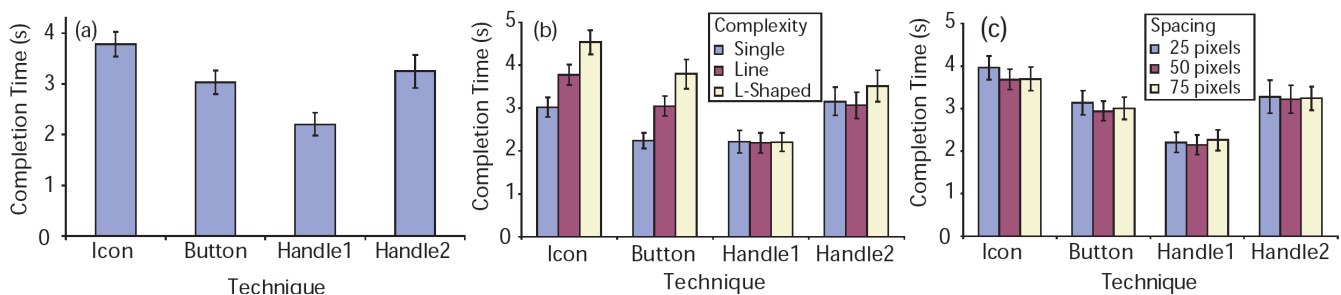 (a)
Completion Time (s)
4
3
2
1
0
Icon Button Handle1 Handle2
Technique
(b)
Completion Time (s)
5
4
3
2
1
0
Complexity
Single
Line
L-Shaped
Icon Button Handle1 Handle2
Technique
(c)
Completion Time (s)
5
4
3
2
1
0
Spacing
25 pixels
50 pixels
75 pixels
Icon Button Handle1 Handle2
Technique